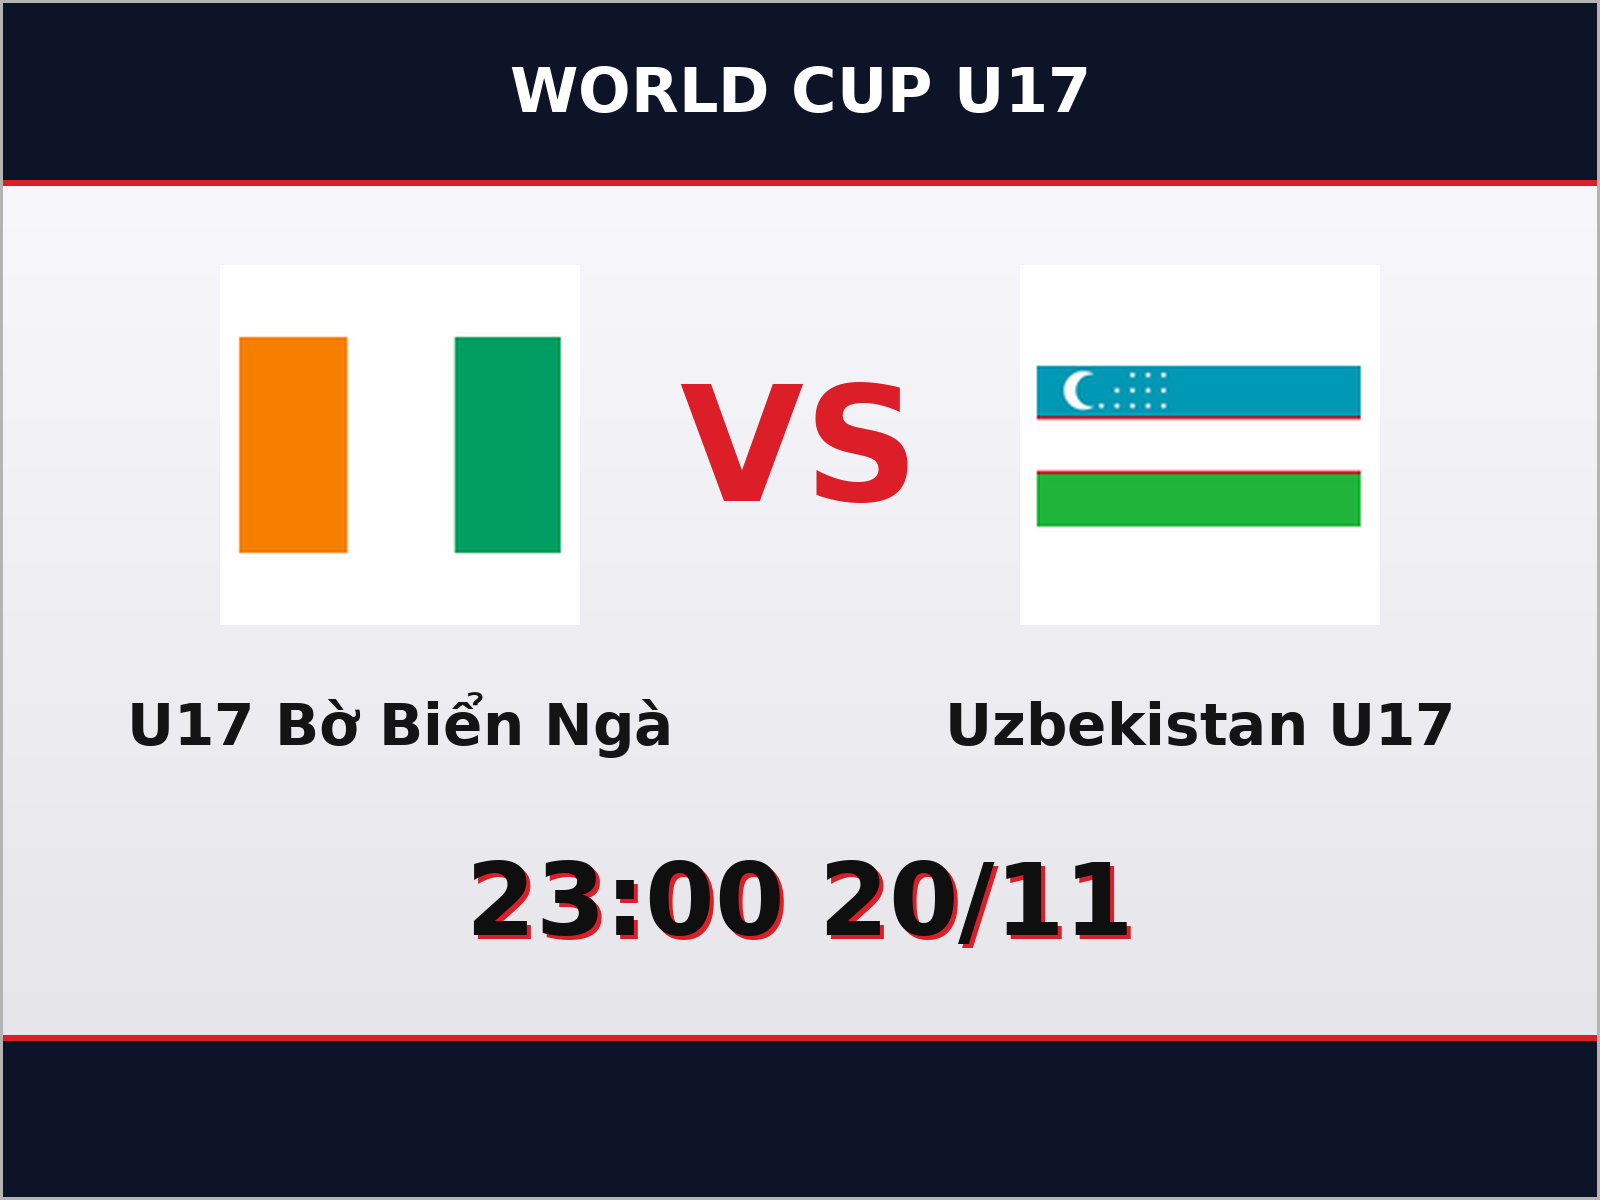 WORLD CUP U17
VS
U17 Bờ Biển Ngà
Uzbekistan U17
23:00 20/11